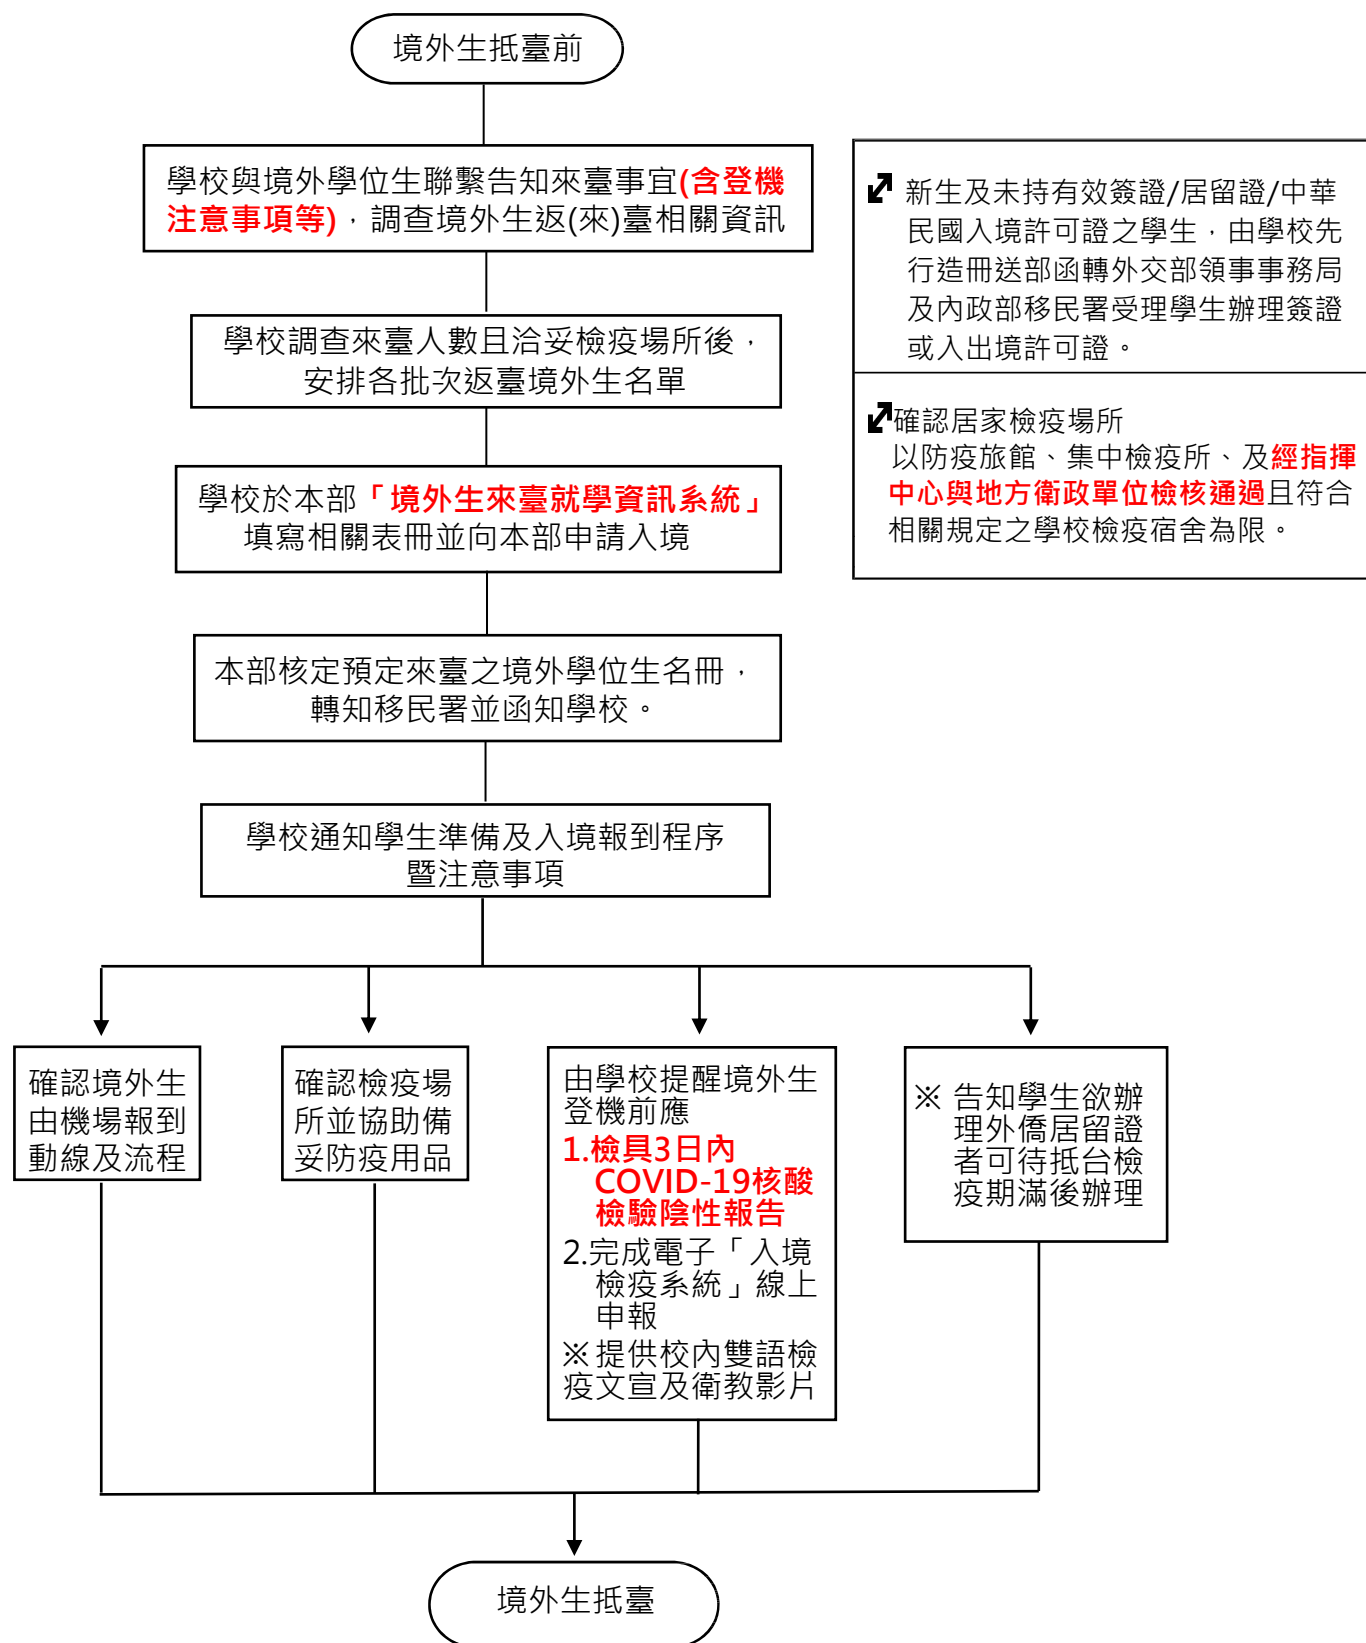 境外生抵臺前
學校與境外學位生聯繫告知來臺事宜(含登機
注意事項等)，調查境外生返(來)臺相關資訊
新生及未持有效簽證/居留證/中華
民國入境許可證之學生，由學校先
行造冊送部函轉外交部領事事務局
及內政部移民署受理學生辦理簽證
或入出境許可證。
學校調查來臺人數且洽妥檢疫場所後，
安排各批次返臺境外生名單
確認居家檢疫場所
以防疫旅館、集中檢疫所、及經指揮
中心與地方衛政單位檢核通過且符合
相關規定之學校檢疫宿舍為限。
學校於本部「境外生來臺就學資訊系統」
填寫相關表冊並向本部申請入境
本部核定預定來臺之境外學位生名冊，
轉知移民署並函知學校。
學校通知學生準備及入境報到程序
暨注意事項
確認境外生
由機場報到
動線及流程
確認檢疫場
所並協助備
妥防疫用品
由學校提醒境外生
登機前應
1.檢具3日內
COVID-19核酸
檢驗陰性報告
2.完成電子「入境
檢疫系統」線上
申報
※提供校內雙語檢
疫文宣及衛教影片
※ 告知學生欲辦
理外僑居留證
者可待抵台檢
疫期滿後辦理
境外生抵臺